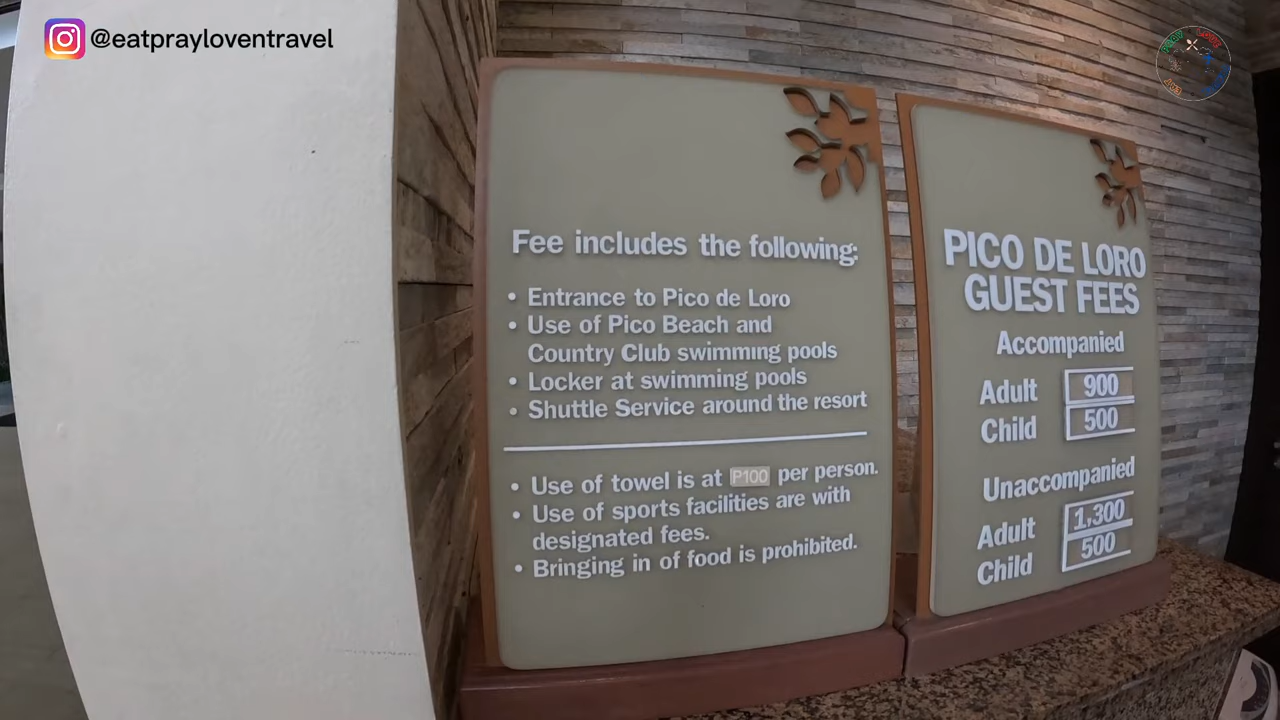 @eatprayloventravel
Fee includes the following:
• Entrance to Pico de Loro
• Use of Pico Beach and
Country Club swimming pools
• Locker at swimming pools
• Shuttle Service around the resort
• Use of towel is at P100 per person.
• Use of sports facilities are with
designated fees.
• Bringing in of food is prohibited.
PICO DE LORO
GUEST FEES
Accompanied
Adult 900
Child 500
Unaccompanied
Adult 1,300
Child 500